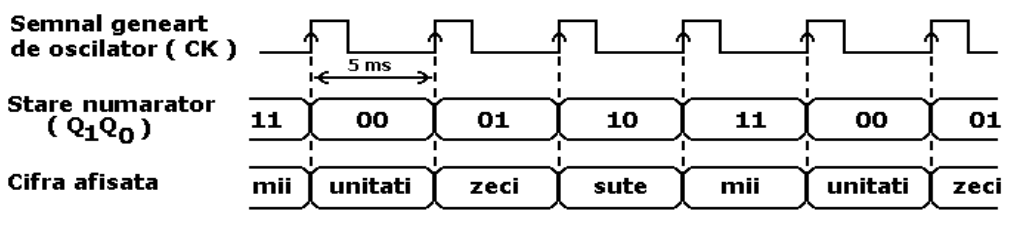 Semnal geneart
de oscilator ( CK )
5 ms
Stare numarator
( Q1Q0 )
11 00 01 10 11 00 01
Cifra afisata
mii unitati zeci sute mii unitati zeci